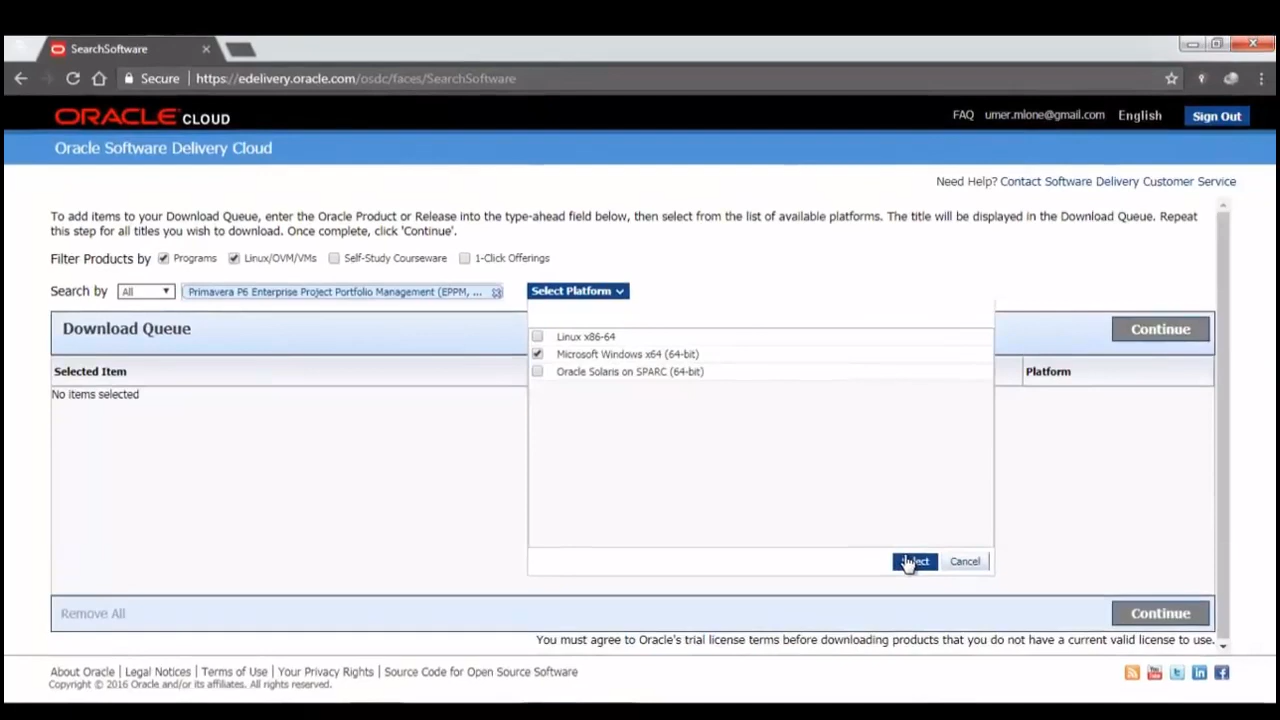 SearchSoftware
Secure https://edelivery.oracle.com/osdc/faces/SearchSoftware
ORACLE CLOUD
FAQ umer.mlone@gmail.com English Sign Out
Oracle Software Delivery Cloud
Need Help? Contact Software Delivery Customer Service
To add items to your Download Queue, enter the Oracle Product or Release into the type-ahead field below, then select from the list of available platforms. The title will be displayed in the Download Queue. Repeat
this step for all titles you wish to download. Once complete, click 'Continue'.
Filter Products by Programs Linux/OVM/VMs Self-Study Courseware 1-Click Offerings
Search by All Primavera P6 Enterprise Project Portfolio Management (EPPM, ... Select Platform
Download Queue Continue
Linux x86-64
Microsoft Windows x64 (64-bit)
Oracle Solaris on SPARC (64-bit)
Selected Item Platform
No items selected
Cancel
Remove All Continue
You must agree to Oracle's trial license terms before downloading products that you do not have a current valid license to use.
About Oracle | Legal Notices | Terms of Use | Your Privacy Rights | Source Code for Open Source Software
Copyright © 2016 Oracle and/or its affiliates. All rights reserved.